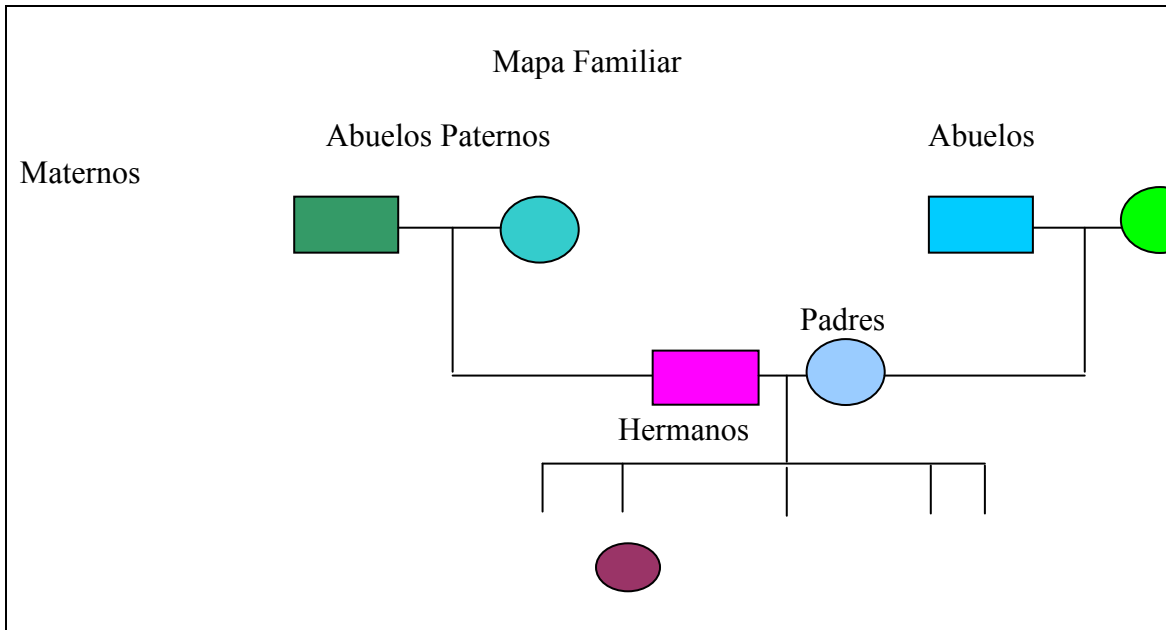 Mapa Familiar
Abuelos Paternos Abuelos
Maternos
Padres
Hermanos